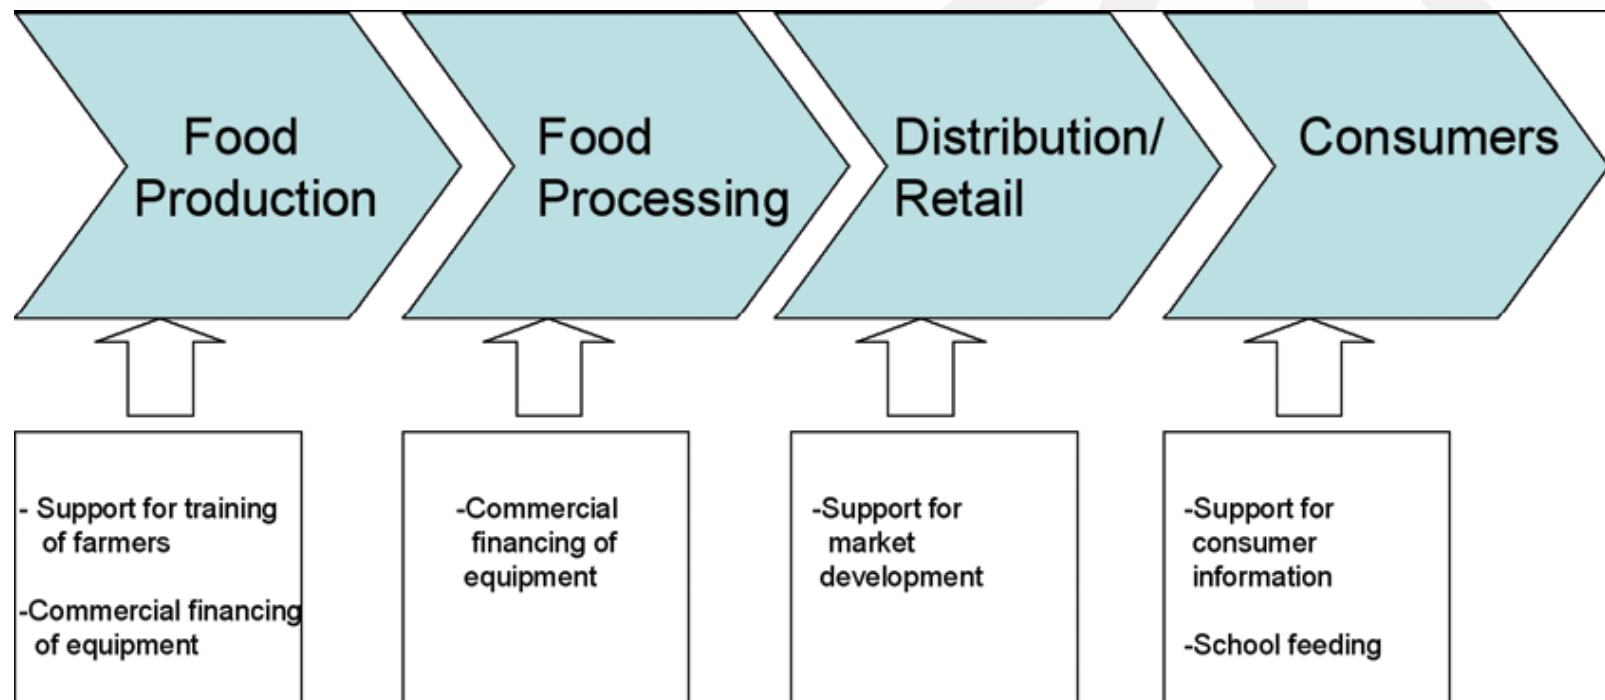 Food
Production
Food
Processing
Distribution/
Retail
Consumers
- Support for training
of farmers
-Commercial financing
of equipment
-Commercial
financing of
equipment
-Support for
market
development
-Support for
consumer
information
-School feeding